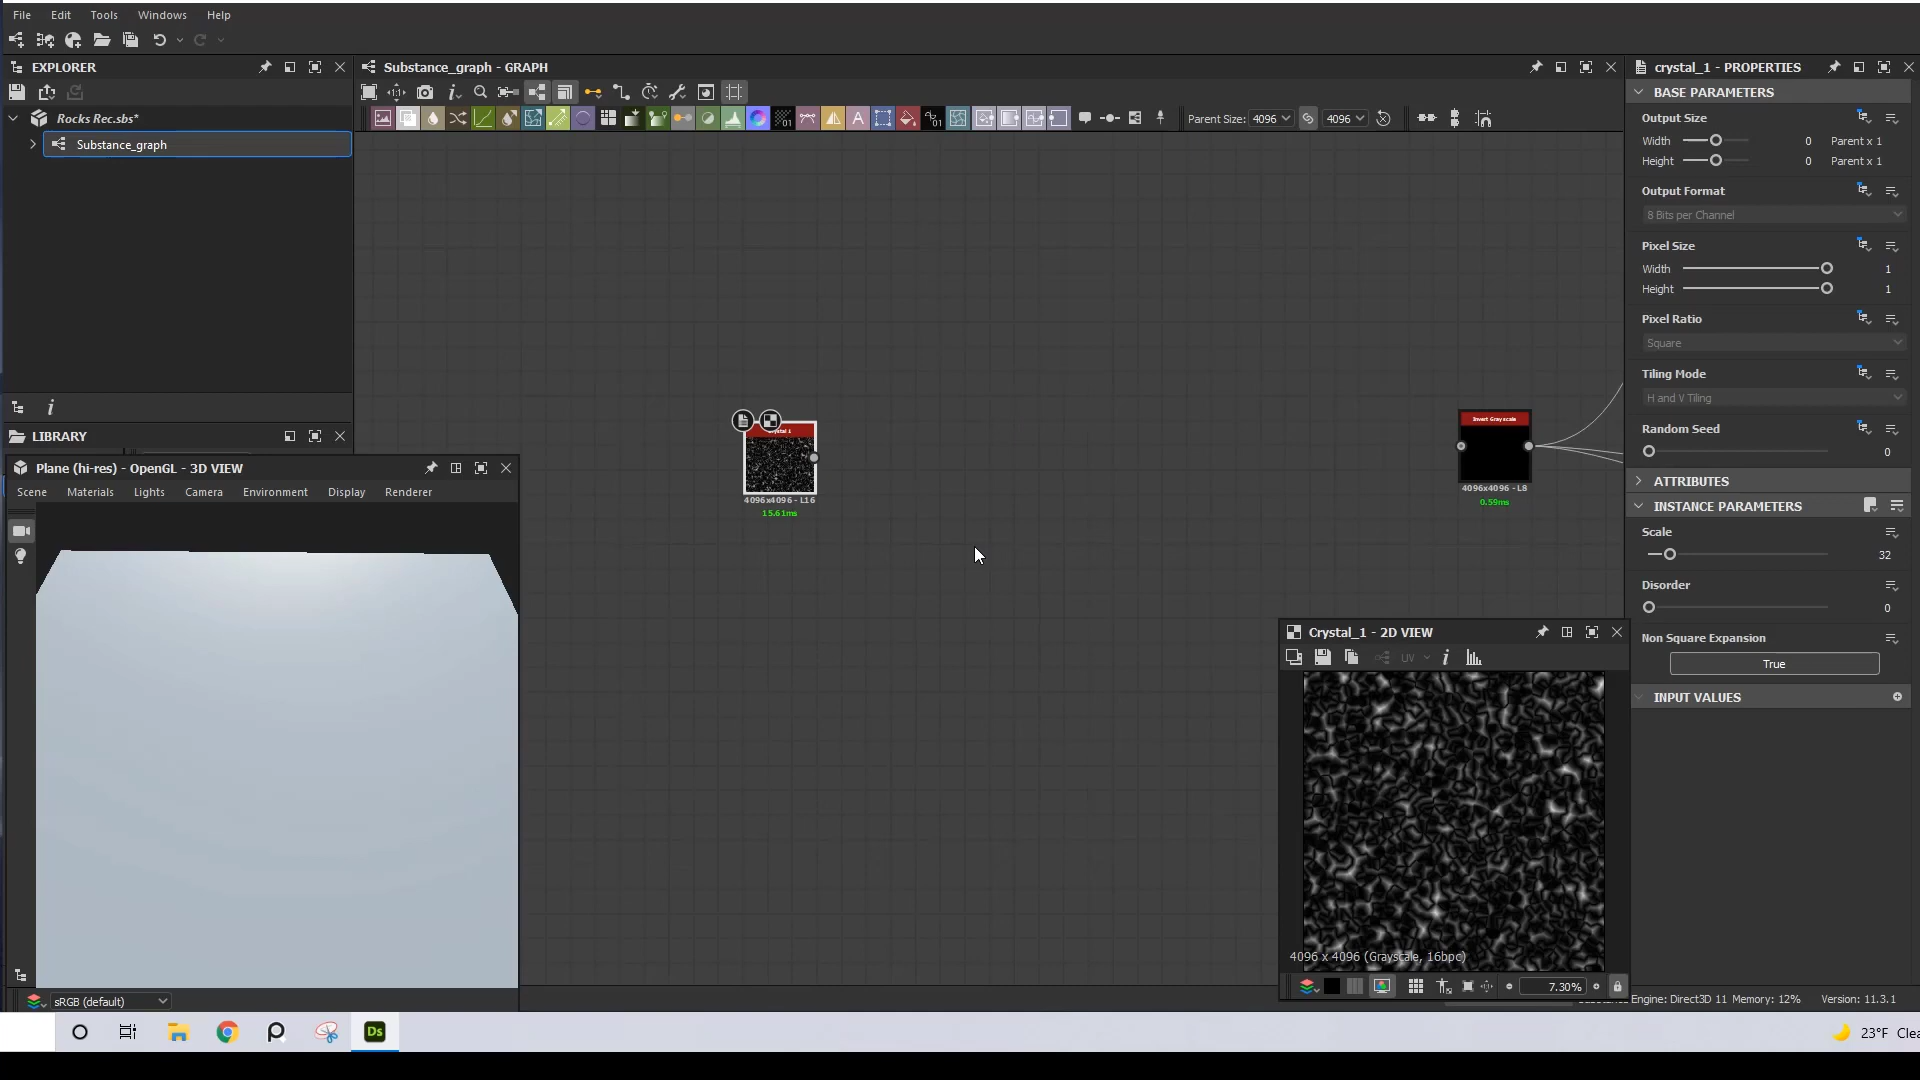 File Edit Tools Windows Help
EXPLORER
Rocks Rec.sbs*
Substance_graph
LIBRARY
Plane (hi-res) - OpenGL - 3D VIEW
Scene Materials Lights Camera Environment Display Renderer
sRGB (default)
Substance_graph - GRAPH
Parent Size: 4096 4096
4096x4096 - L16
15.61ms
Invert Grayscale
4096x4096 - L8
0.59ms
Crystal_1 - 2D VIEW
UV
4096 x 4096 (Grayscale, 16bpc)
7.30%
crystal_1 - PROPERTIES
BASE PARAMETERS
Output Size
Width 0 Parent x 1
Height 0 Parent x 1
Output Format
8 Bits per Channel
Pixel Size
Width 1
Height 1
Pixel Ratio
Square
Tiling Mode
H and V Tiling
Random Seed
0
ATTRIBUTES
INSTANCE PARAMETERS
Scale
32
Disorder
0
Non Square Expansion
True
INPUT VALUES
Engine: Direct3D 11 Memory: 12% Version: 11.3.1
Ds
23°F